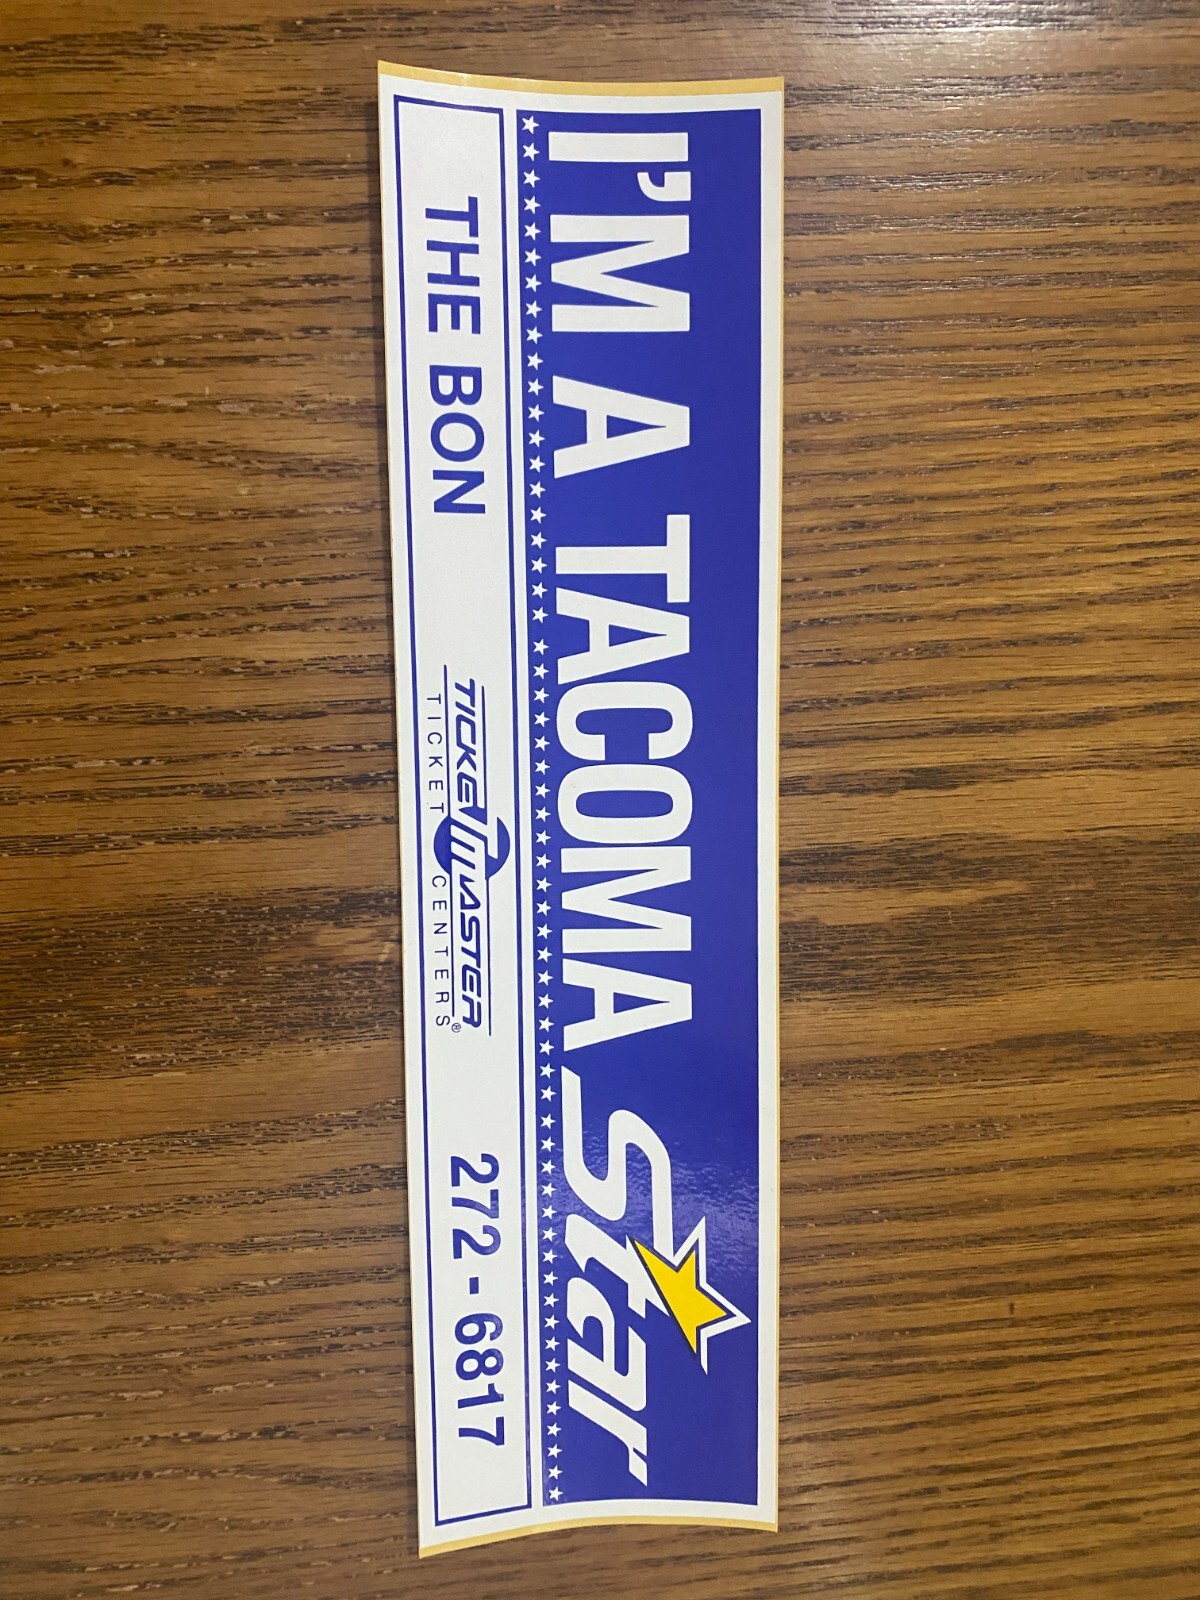 I'M A TACOMA Star
THE BON
TICKETMASTER®
TICKET CENTERS
272-6817